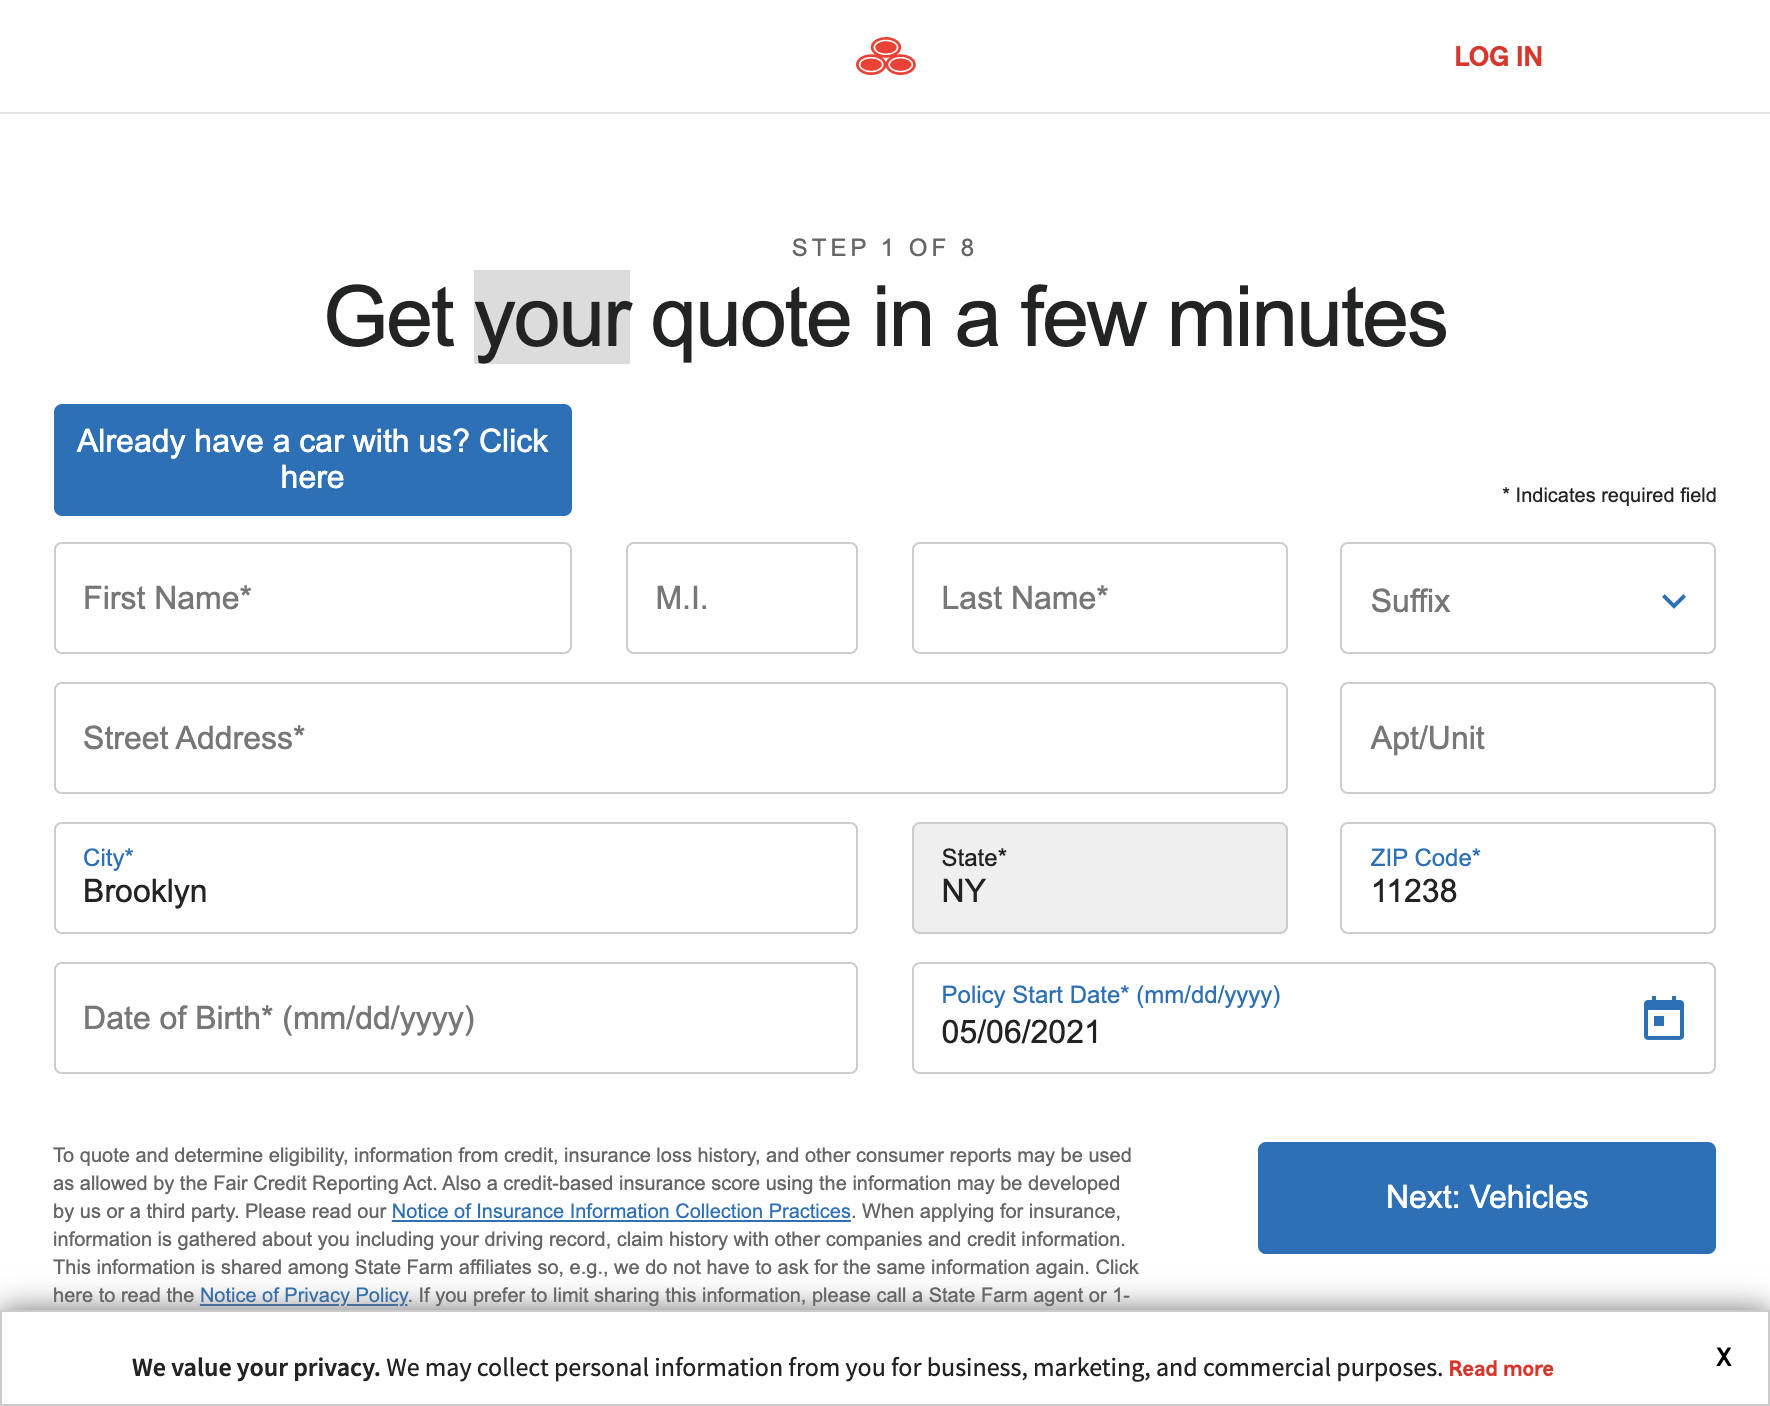 LOG IN
STEP 1 OF 8
Get your quote in a few minutes
Already have a car with us? Click
here
* Indicates required field
First Name*
M.I.
Last Name*
Suffix
Street Address*
Apt/Unit
City*
Brooklyn
State*
NY
ZIP Code*
11238
Date of Birth* (mm/dd/yyyy)
Policy Start Date* (mm/dd/yyyy)
05/06/2021
To quote and determine eligibility, information from credit, insurance loss history, and other consumer reports may be used
as allowed by the Fair Credit Reporting Act. Also a credit-based insurance score using the information may be developed
by us or a third party. Please read our Notice of Insurance Information Collection Practices. When applying for insurance,
information is gathered about you including your driving record, claim history with other companies and credit information.
This information is shared among State Farm affiliates so, e.g., we do not have to ask for the same information again. Click
here to read the Notice of Privacy Policy. If you prefer to limit sharing this information, please call a State Farm agent or 1-
Next: Vehicles
We value your privacy. We may collect personal information from you for business, marketing, and commercial purposes. Read more
X